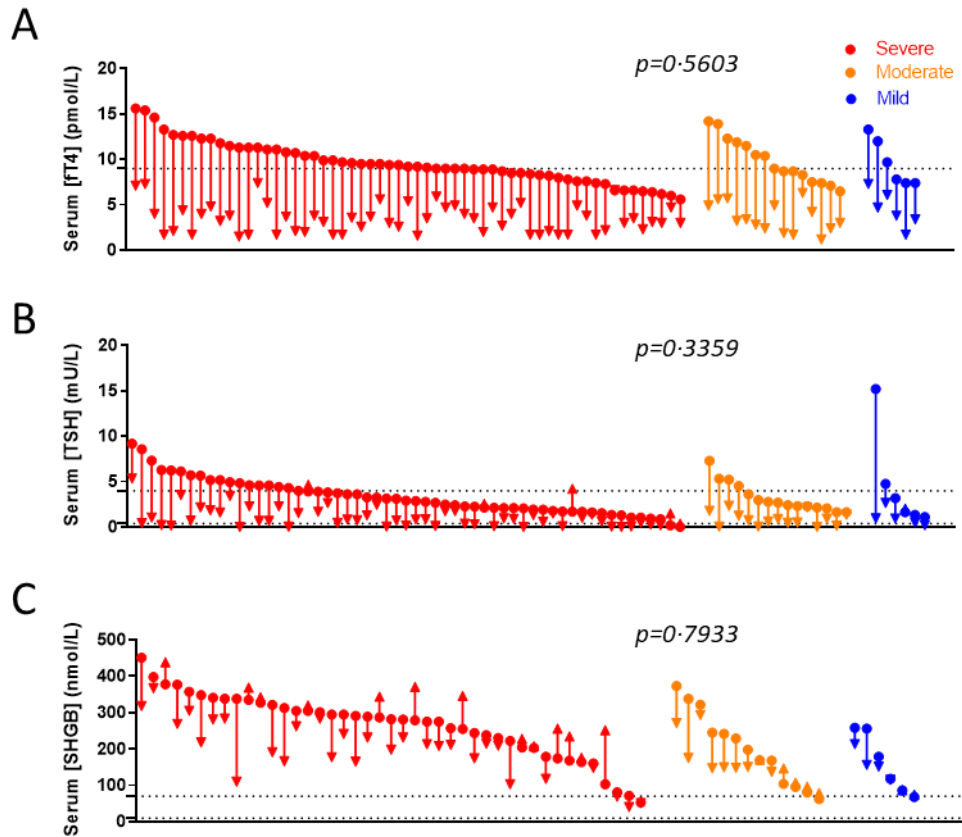 A
p=0·5603
Severe
Moderate
Mild
Serum [FT4] (pmol/L)
20
15
10
5
0
B
p=0·3359
Serum [TSH] (mU/L)
20
15
10
5
0
C
p=0·7933
Serum [SHGB] (nmol/L)
500
400
300
200
100
0